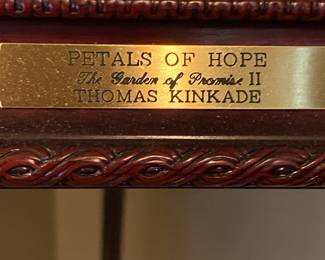 PETALS OF HOPE
The Garden of Promise II
THOMAS KINKADE